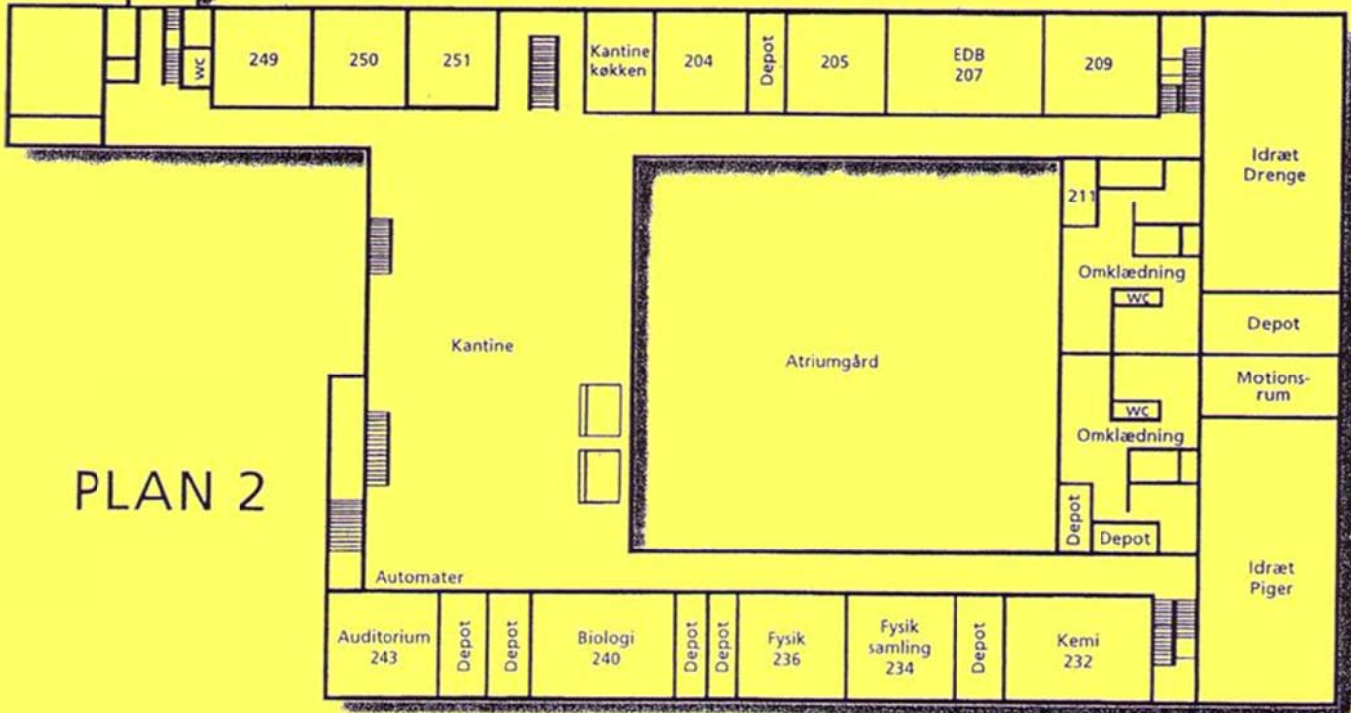 wc
249
250
251
Kantine
køkken
204
Depot
205
EDB
207
209
Idræt
Drenge
211
Omklædning
wc
Depot
Kantine
Atriumgård
Motions-
rum
wc
Omklædning
PLAN 2
Depot
Depot
Idræt
Piger
Automater
Auditorium
243
Depot
Depot
Biologi
240
Depot
Depot
Fysik
236
Fysik
samling
234
Depot
Kemi
232